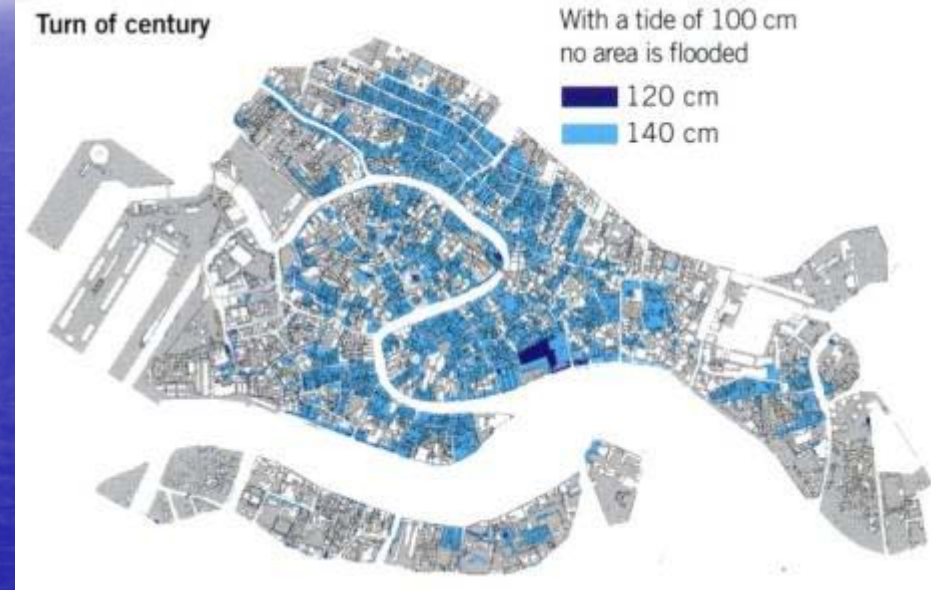 Turn of century
With a tide of 100 cm
no area is flooded
120 cm
140 cm